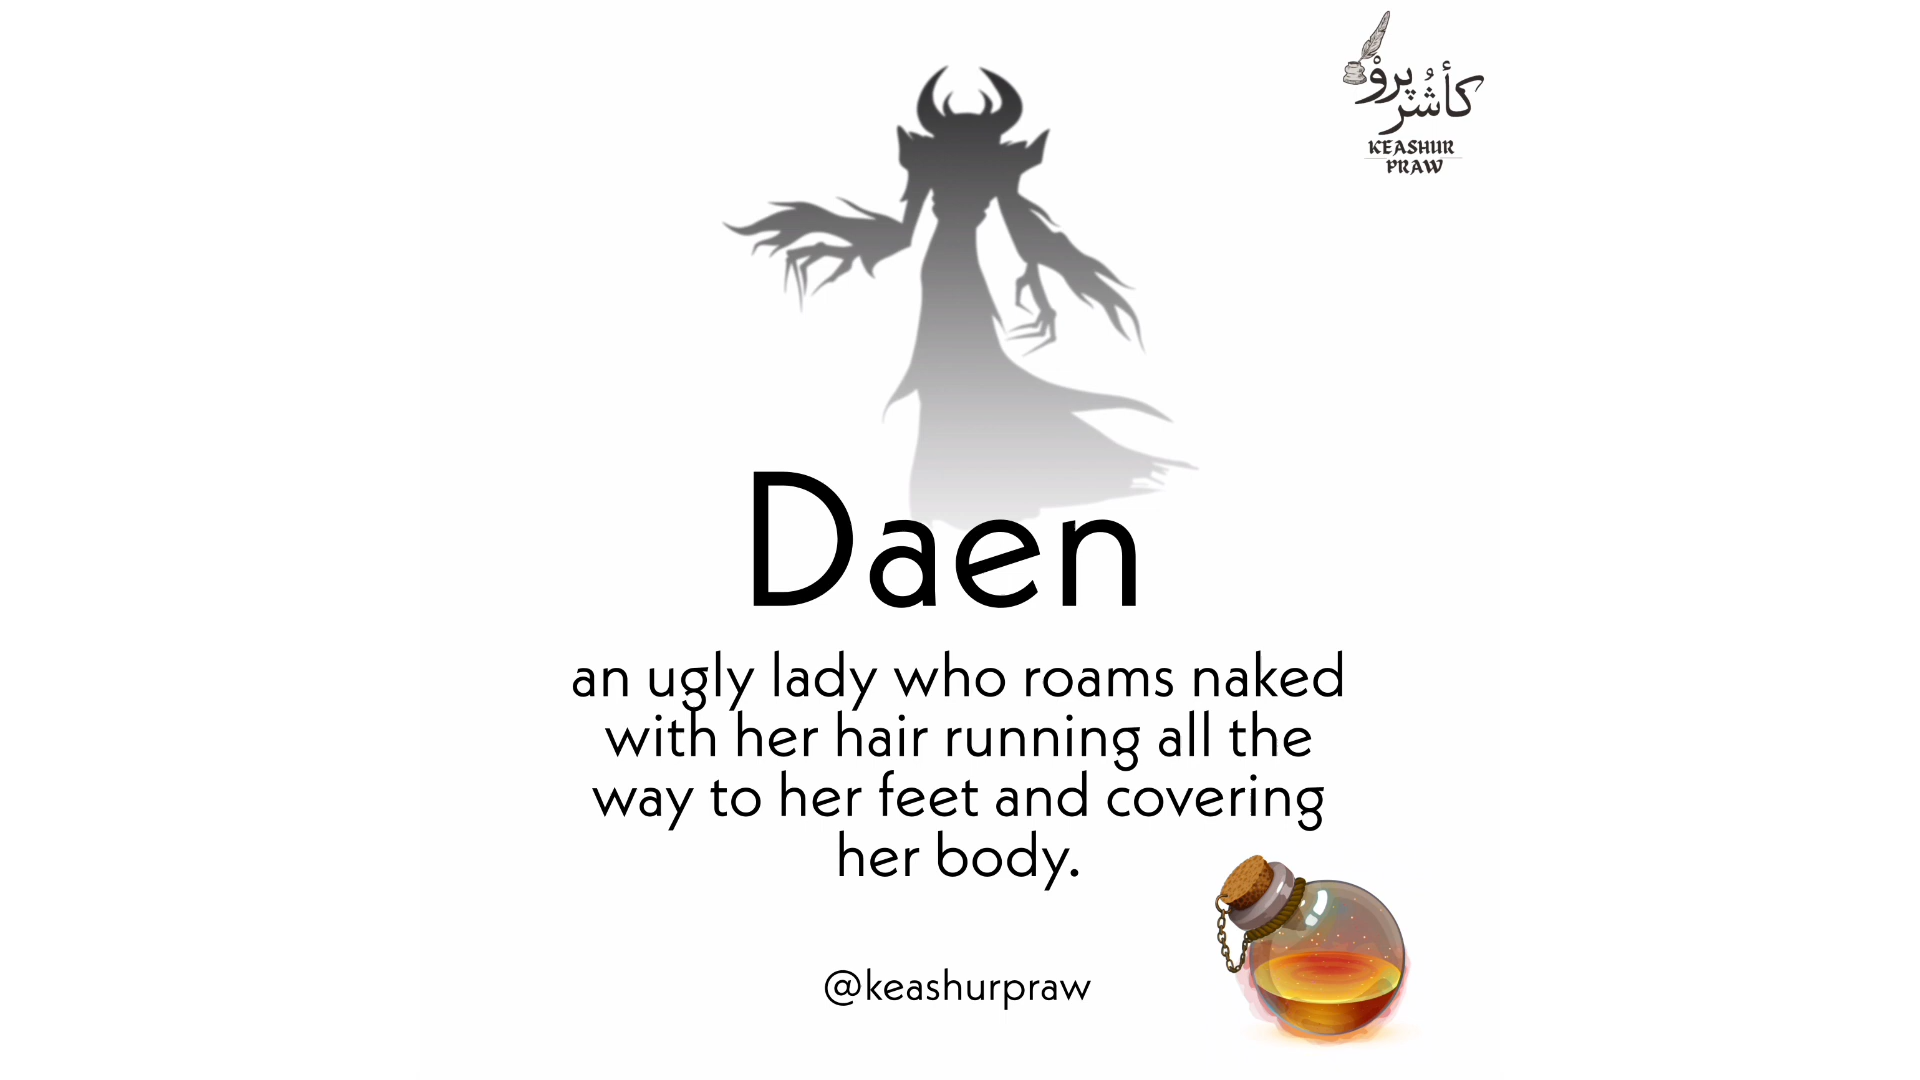 كأشُر پروٚ
KEASHUR
PRAW
Daen
an ugly lady who roams naked
with her hair running all the
way to her feet and covering
her body.
@keashurpraw